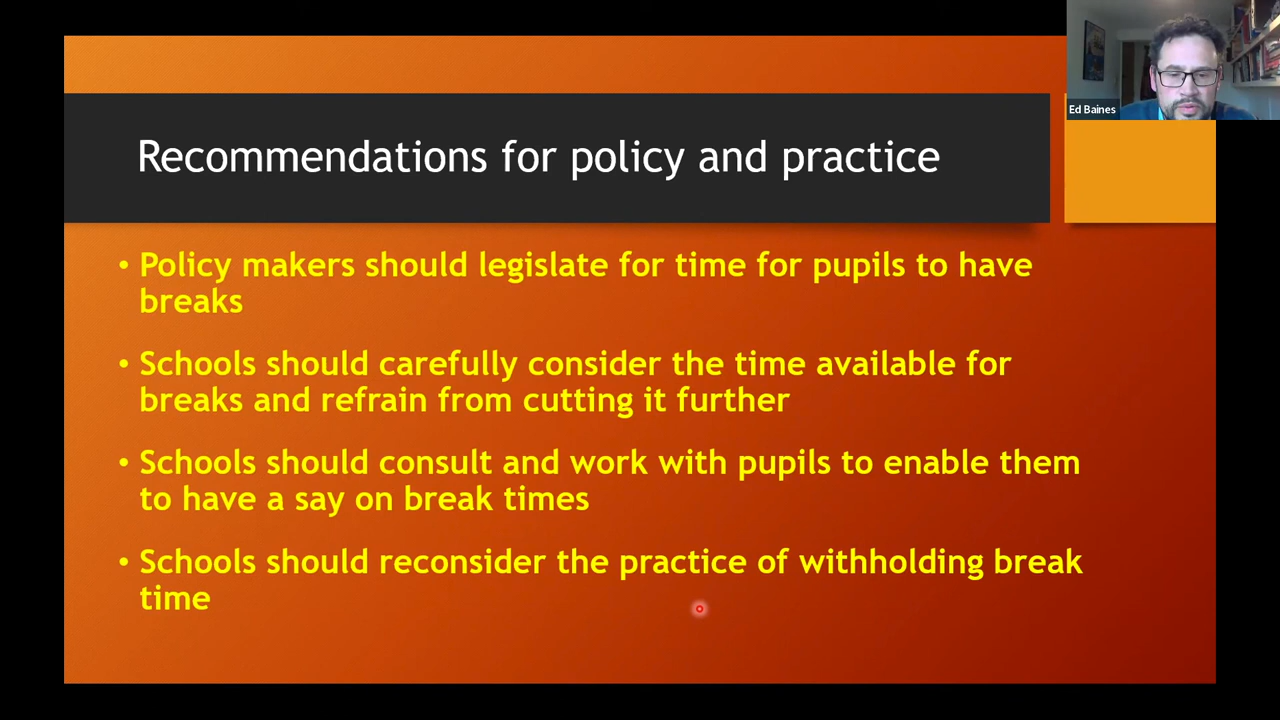 Ed Baines
Recommendations for policy and practice
• Policy makers should legislate for time for pupils to have
breaks
• Schools should carefully consider the time available for
breaks and refrain from cutting it further
• Schools should consult and work with pupils to enable them
to have a say on break times
• Schools should reconsider the practice of withholding break
time